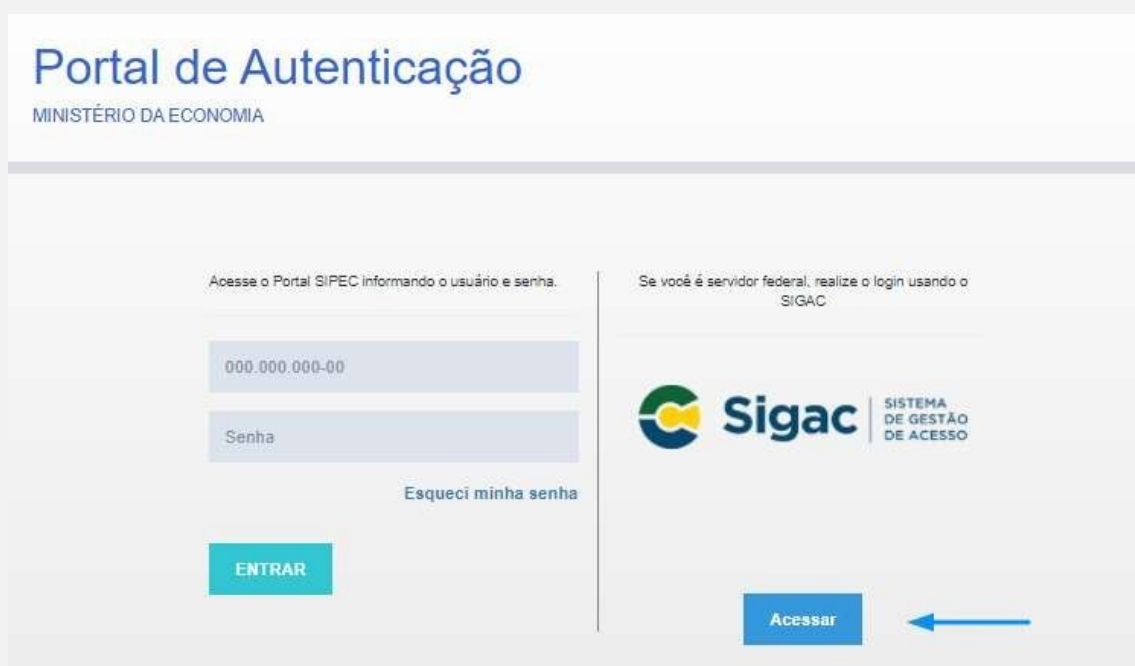 Portal de Autenticação
MINISTÉRIO DA ECONOMIA
Acesse o Portal SIPEC informando o usuário e senha.
000.000.000-00
Senha
Esqueci minha senha
ENTRAR
Se você é servidor federal, realize o login usando o
SIGAC
Sigac
SISTEMA
DE GESTÃO
DE ACESSO
Acessar